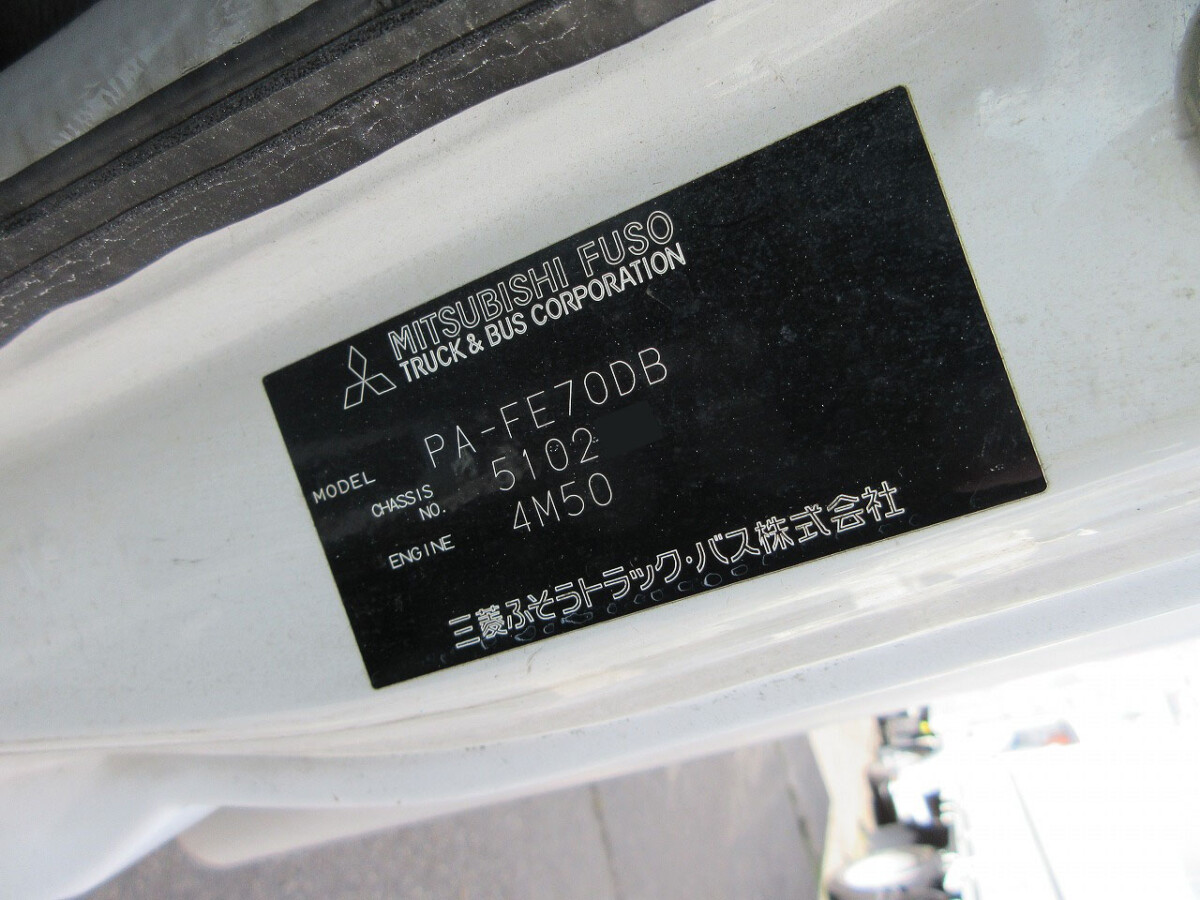 MITSUBISHI FUSO
TRUCK & BUS CORPORATION
MODEL PA-FE70DB
CHASSIS NO. 5102
ENGINE 4M50
三菱ふそうトラック・バス株式会社